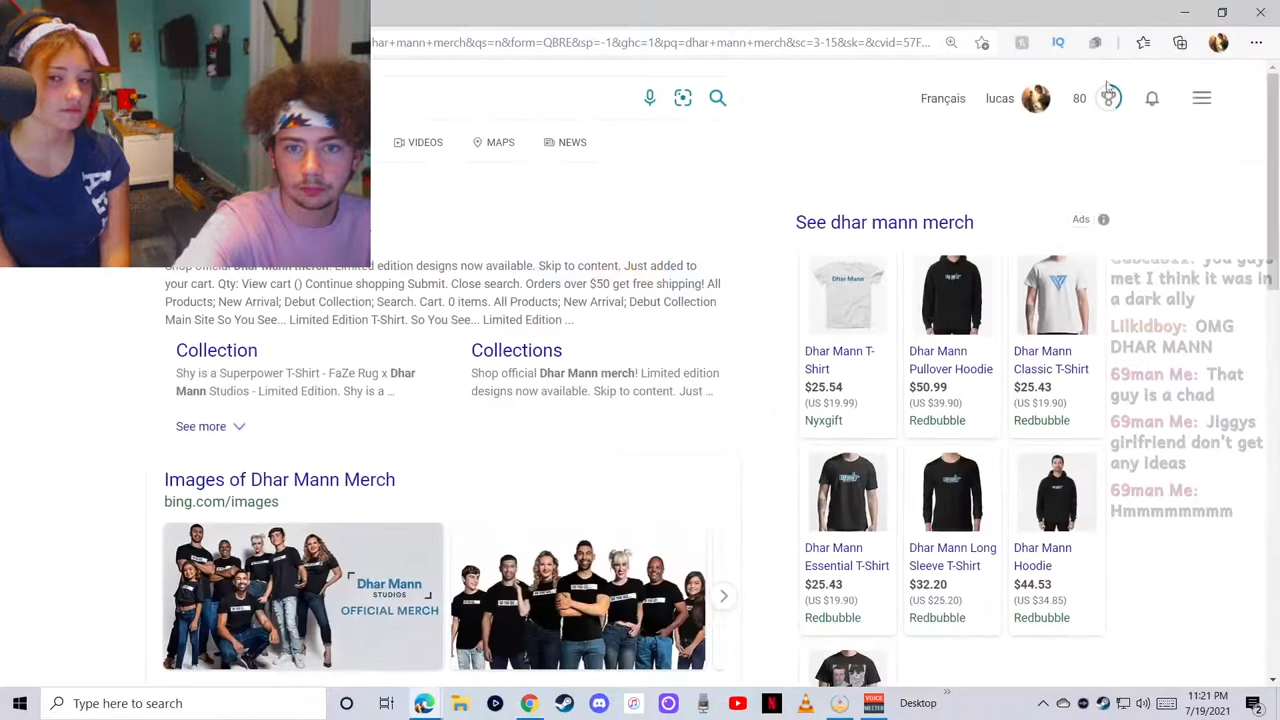 har+mann+merch&qs=n&form=QBRE&sp=-1&ghc=1&pq=dhar+mann+merch&sc=3-15&sk=&cvid=57F...
IQ
Français lucas 80
VIDEOS MAPS NEWS
See dhar mann merch Ads
Shop Official Dhar Mann merch! Limited edition designs now available. Skip to content. Just added to
your cart. Qty: View cart () Continue shopping Submit. Close search. Orders over $50 get free shipping! All
Products; New Arrival; Debut Collection; Search. Cart. 0 items. All Products; New Arrival; Debut Collection
Main Site So You See... Limited Edition T-Shirt. So You See... Limited Edition ...
Collection
Shy is a Superpower T-Shirt - FaZe Rug x Dhar
Mann Studios - Limited Edition. Shy is a ...
Collections
Shop official Dhar Mann merch! Limited edition
designs now available. Skip to content. Just ...
See more
Images of Dhar Mann Merch
bing.com/images
Dhar Mann
STUDIOS
OFFICIAL MERCH
Dhar Mann
Dhar Mann T-
Shirt
$25.54
(US $19.99)
Nyxgift
Dhar Mann
Pullover Hoodie
$50.99
(US $39.90)
Redbubble
Dhar Mann
Classic T-Shirt
$25.43
(US $19.90)
Redbubble
Dhar Mann
Essential T-Shirt
$25.43
(US $19.90)
Redbubble
Dhar Mann Long
Sleeve T-Shirt
$32.20
(US $25.20)
Redbubble
Dhar Mann
Hoodie
$44.53
(US $34.85)
Redbubble
you guys
met I think it was in
a dark ally
Lilkidboy: OMG
DHAR MANN
69man Me: That
guy is a chad
69man Me: Jiggys
girlfriend don't get
any ideas
69man Me:
Hmmmmmmmm
Type here to search
VOICE
MEETER
Desktop
11:21 PM
7/19/2021
2